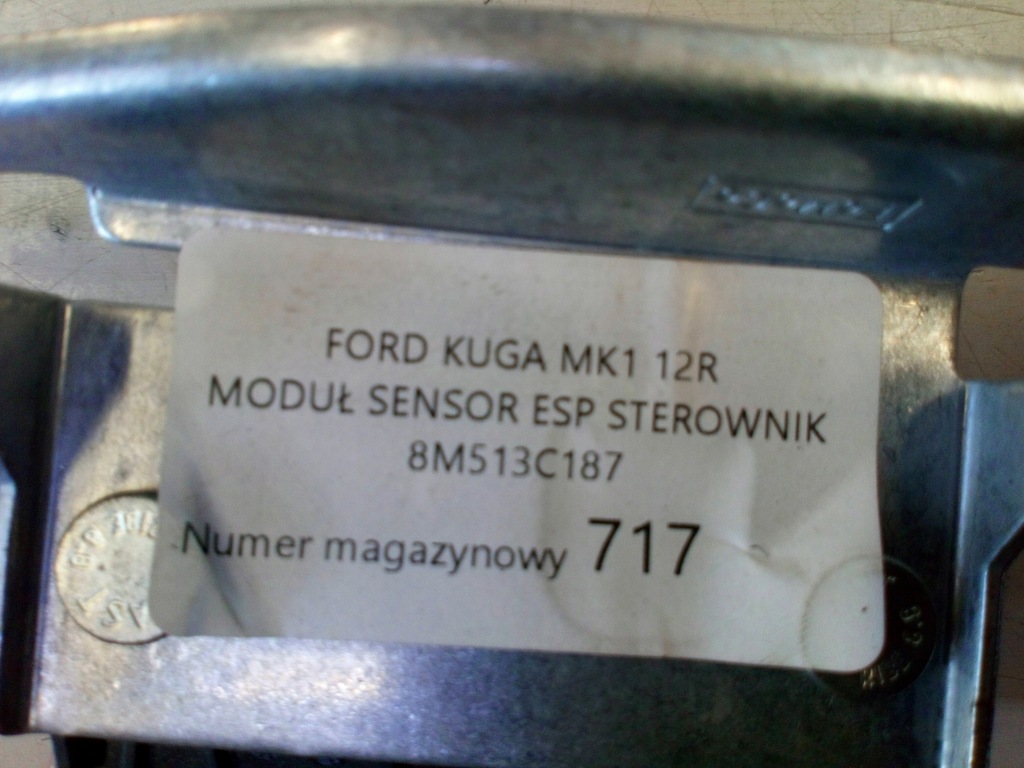 FORD KUGA MK1 12R
MODUŁ SENSOR ESP STEROWNIK
8M513C187
Numer magazynowy 717